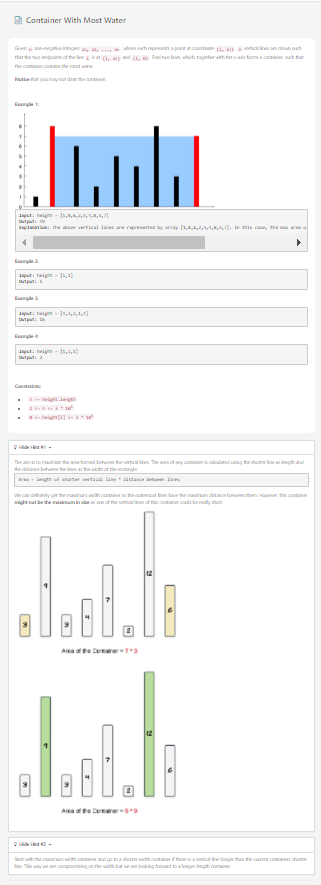 Container With Most Water
Given n non-negative integers a1, a2, ..., an, where each represents a point at coordinate (i, ai). n vertical lines are drawn such
that the two endpoints of the line i is at (i, ai) and (i, 0). Find two lines, which, together with the x-axis forms a container, such that
the container contains the most water.
Notice that you may not slant the container.
Example 1:
8
7
6
5
4
3
2
1
0
Input: height = [1,8,6,2,5,4,8,3,7]
Output: 49
Explanation: The above vertical lines are represented by array [1,8,6,2,5,4,8,3,7]. In this case, the max area o
Example 2:
Input: height = [1,1]
Output: 1
Example 3:
Input: height = [4,3,2,1,4]
Output: 16
Example 4:
Input: height = [1,2,1]
Output: 2
Constraints:
height.length
height[i]
Hide Hint #1
The aim is to maximize the area formed between the vertical lines. The area of any container is calculated using the shorter line as length and
the distance between the lines as the width of the rectangle.
Area = length of shorter vertical line * distance between lines
We can definitely get the maximum width container as the outermost lines have the maximum distance between them. However, this container
might not be the maximum in size as one of the vertical lines of this container could be really short.
3 9 3 4 7 2 12 6
Area of the Container = 7 * 3
3 9 3 4 7 2 12 6
Area of the Container = 5 * 9
Hide Hint #2
Start with the maximum width container and go to a shorter width container if there is a vertical line longer than the current containers shorter
line. This way we are compromising on the width but we are looking forward to a longer length container.